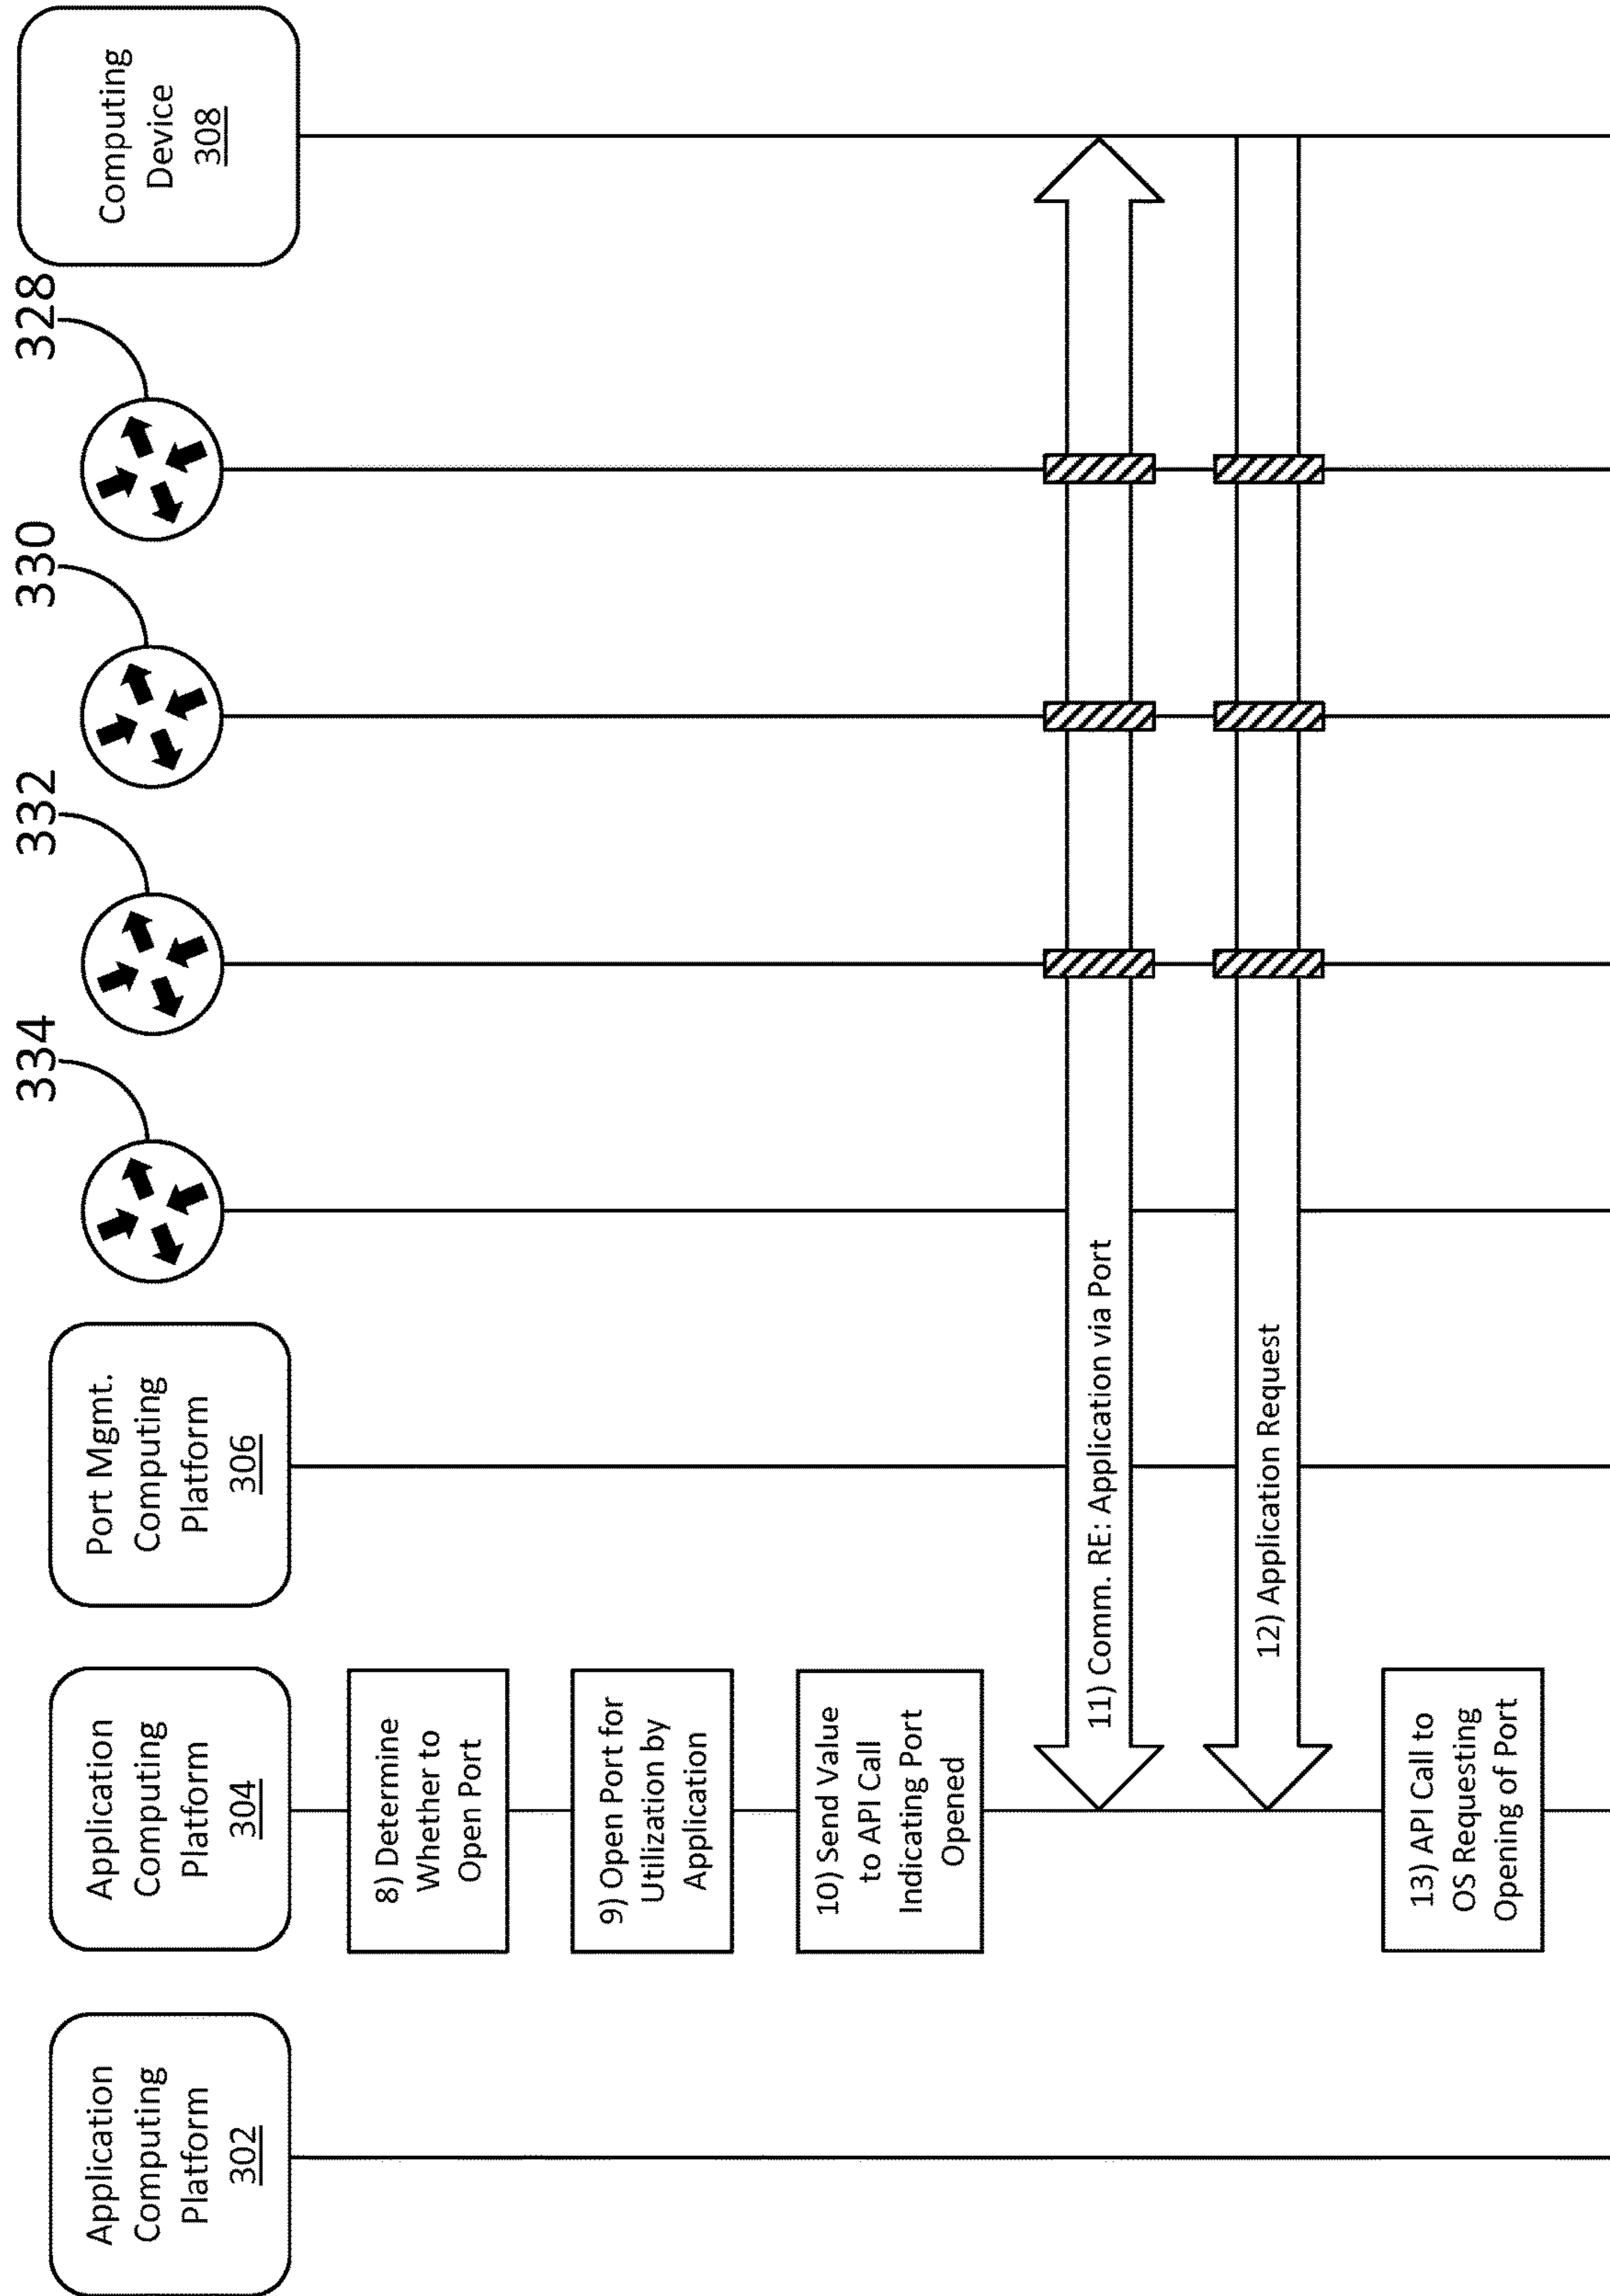 Application
Computing
Platform
302
Application
Computing
Platform
304
Port Mgmt.
Computing
Platform
306
334
332
330
328
Computing
Device
308
8) Determine
Whether to
Open Port
9) Open Port for
Utilization by
Application
10) Send Value
to API Call
Indicating Port
Opened
11) Comm. RE: Application via Port
12) Application Request
13) API Call to
OS Requesting
Opening of Port